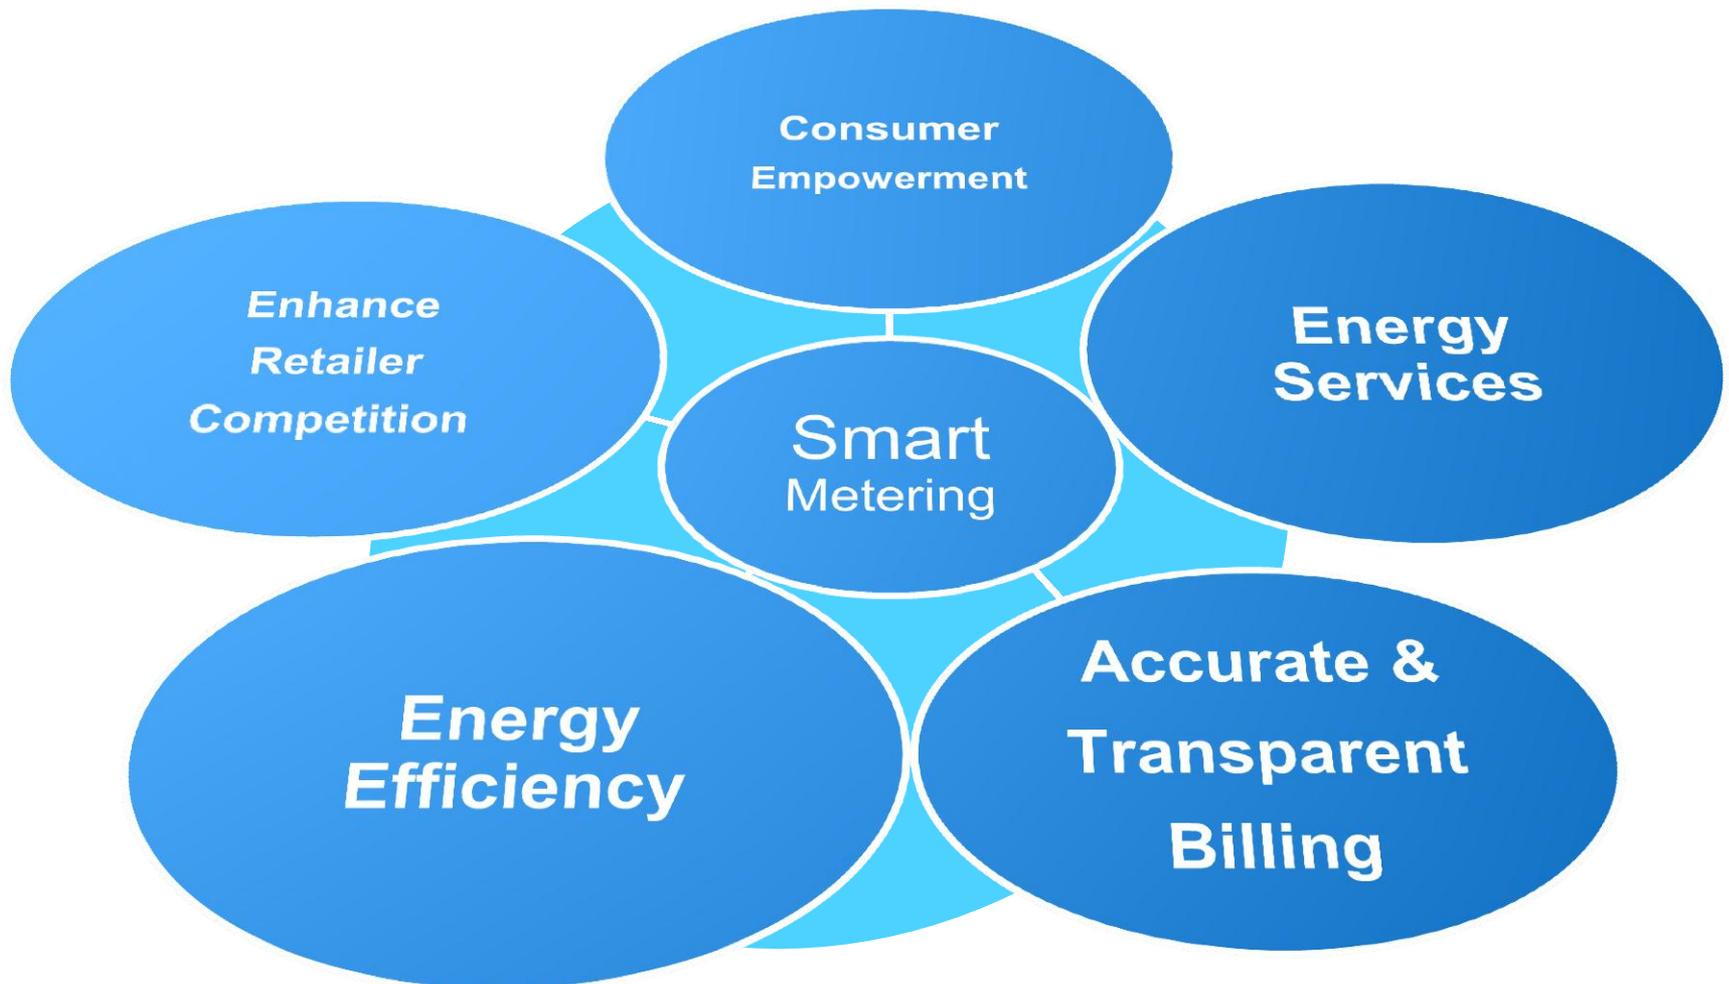 Consumer
Empowerment
Enhance
Retailer
Competition
Energy
Services
Smart
Metering
Energy
Efficiency
Accurate &
Transparent
Billing